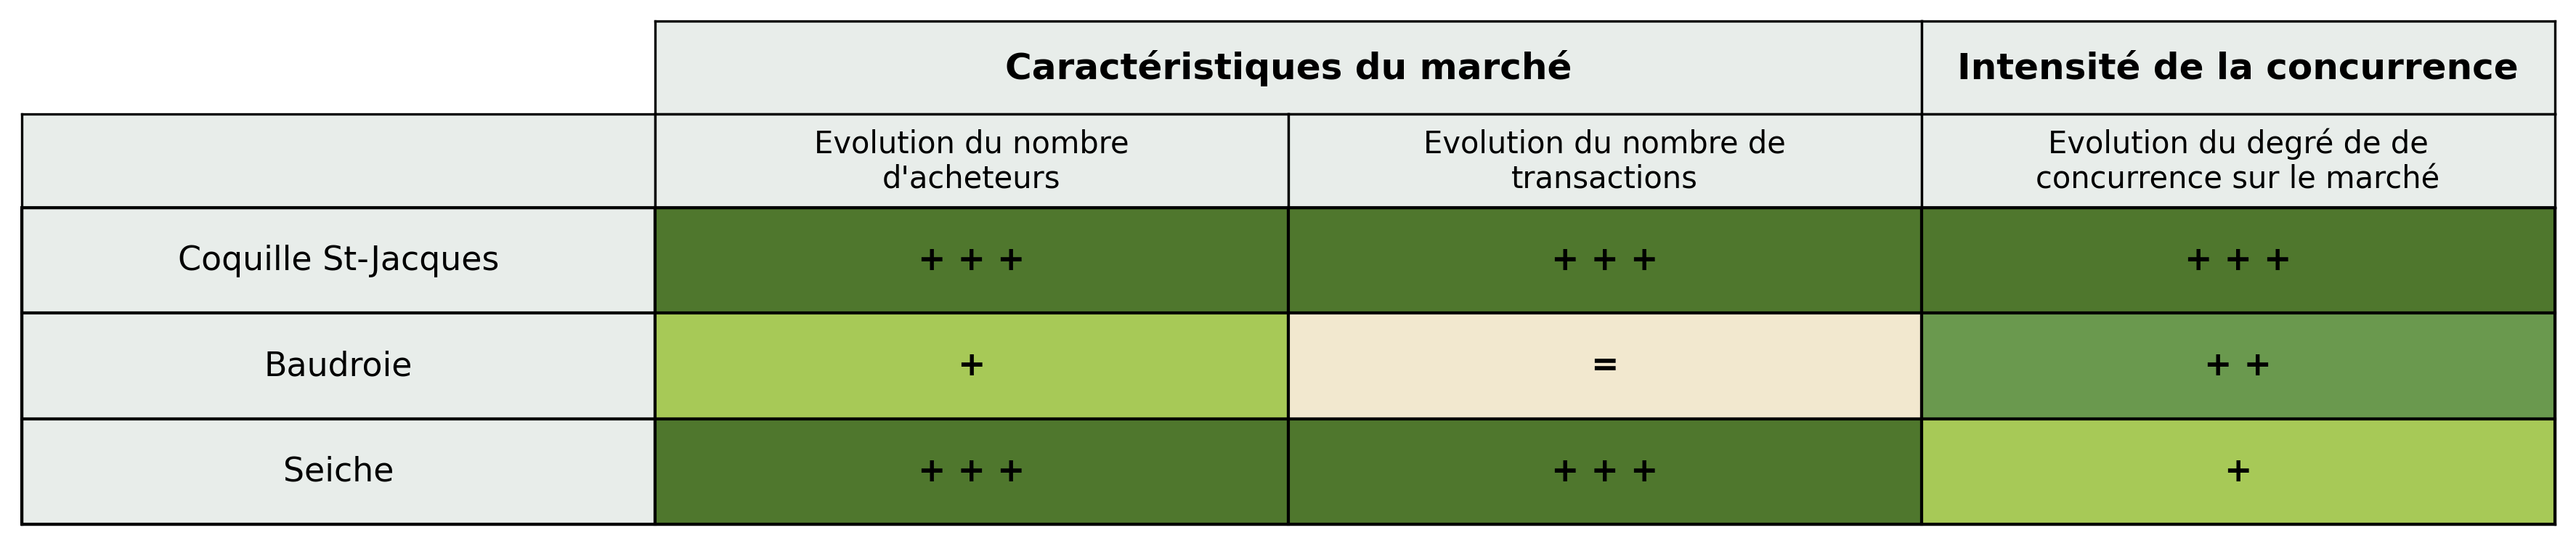 Caractéristiques du marché
Intensité de la concurrence
Evolution du nombre
d'acheteurs
Evolution du nombre de
transactions
Evolution du degré de de
concurrence sur le marché
Coquille St-Jacques
+ + +
+ + +
+ + +
Baudroie
+
=
+ +
Seiche
+ + +
+ + +
+